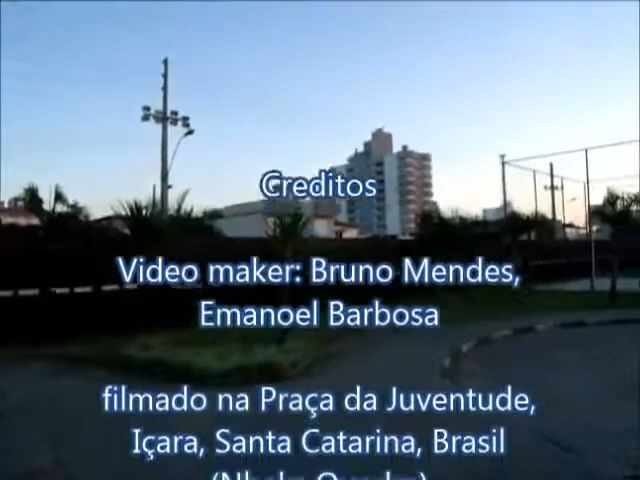 Creditos
Video maker: Bruno Mendes,
Emanoel Barbosa
filmado na Praça da Juventude,
Içara, Santa Catarina, Brasil